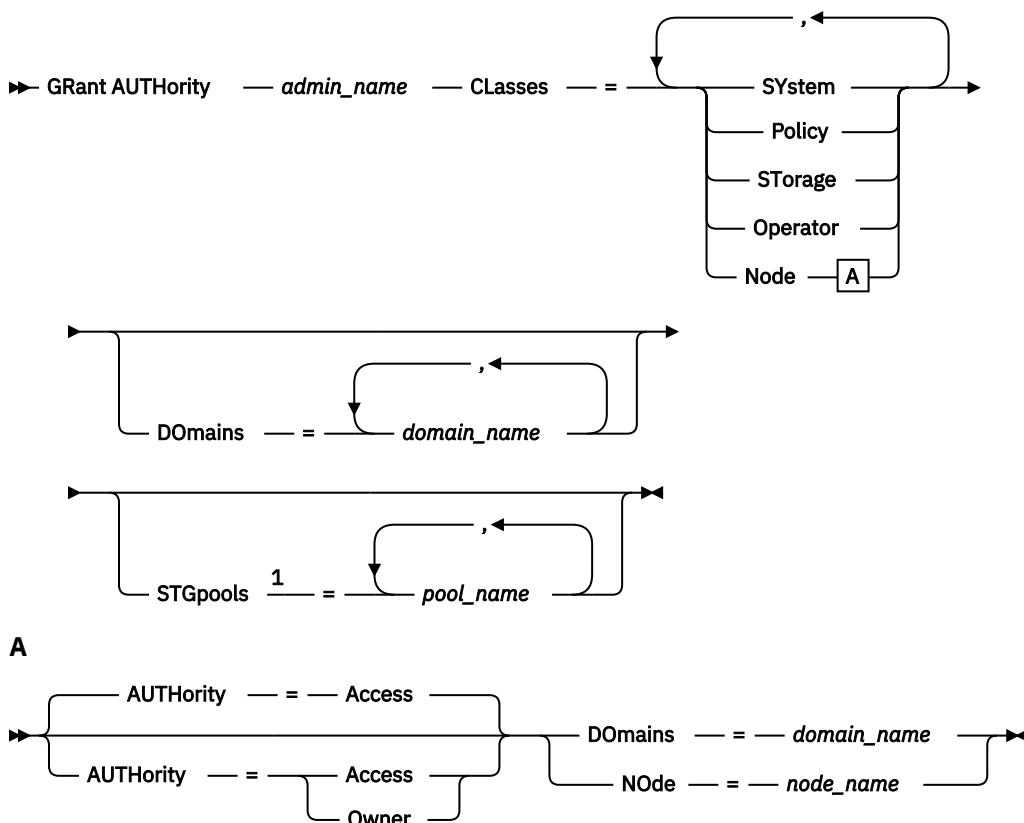 ,
GRant AUTHority admin_name CLasses = SYstem
Policy
STorage
Operator
Node A
,
DOmains = domain_name
,
STGpools 1 = pool_name
A
AUTHority = Access
DOmains = domain_name
AUTHority = Access
NOde = node_name
Owner